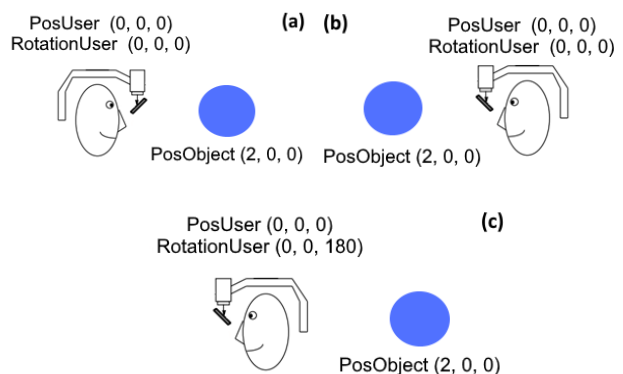 PosUser (0, 0, 0)
RotationUser (0, 0, 0)
(a)
PosObject (2, 0, 0)
(b)
PosUser (0, 0, 0)
RotationUser (0, 0, 0)
PosObject (2, 0, 0)
PosUser (0, 0, 0)
RotationUser (0, 0, 180)
(c)
PosObject (2, 0, 0)